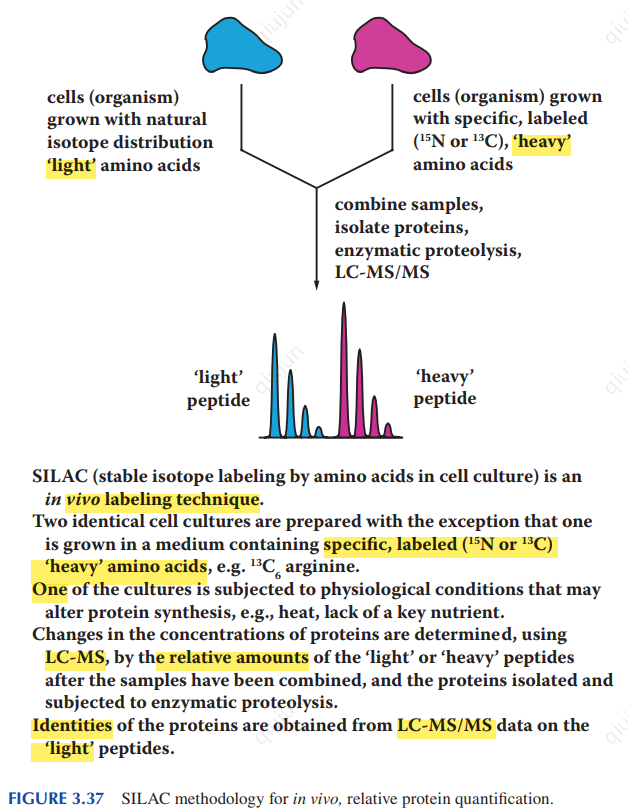 cells (organism)
grown with natural
isotope distribution
‘light’ amino acids
cells (organism) grown
with specific, labeled
(¹⁵N or ¹³C), ‘heavy’
amino acids
combine samples,
isolate proteins,
enzymatic proteolysis,
LC-MS/MS
‘light’
peptide
‘heavy’
peptide
SILAC (stable isotope labeling by amino acids in cell culture) is an
in vivo labeling technique.
Two identical cell cultures are prepared with the exception that one
is grown in a medium containing specific, labeled (¹⁵N or ¹³C)
‘heavy’ amino acids, e.g. ¹³C₆ arginine.
One of the cultures is subjected to physiological conditions that may
alter protein synthesis, e.g., heat, lack of a key nutrient.
Changes in the concentrations of proteins are determined, using
LC-MS, by the relative amounts of the ‘light’ or ‘heavy’ peptides
after the samples have been combined, and the proteins isolated and
subjected to enzymatic proteolysis.
Identities of the proteins are obtained from LC-MS/MS data on the
‘light’ peptides.
FIGURE 3.37 SILAC methodology for in vivo, relative protein quantification.
qiujun
qiujun
qiujun